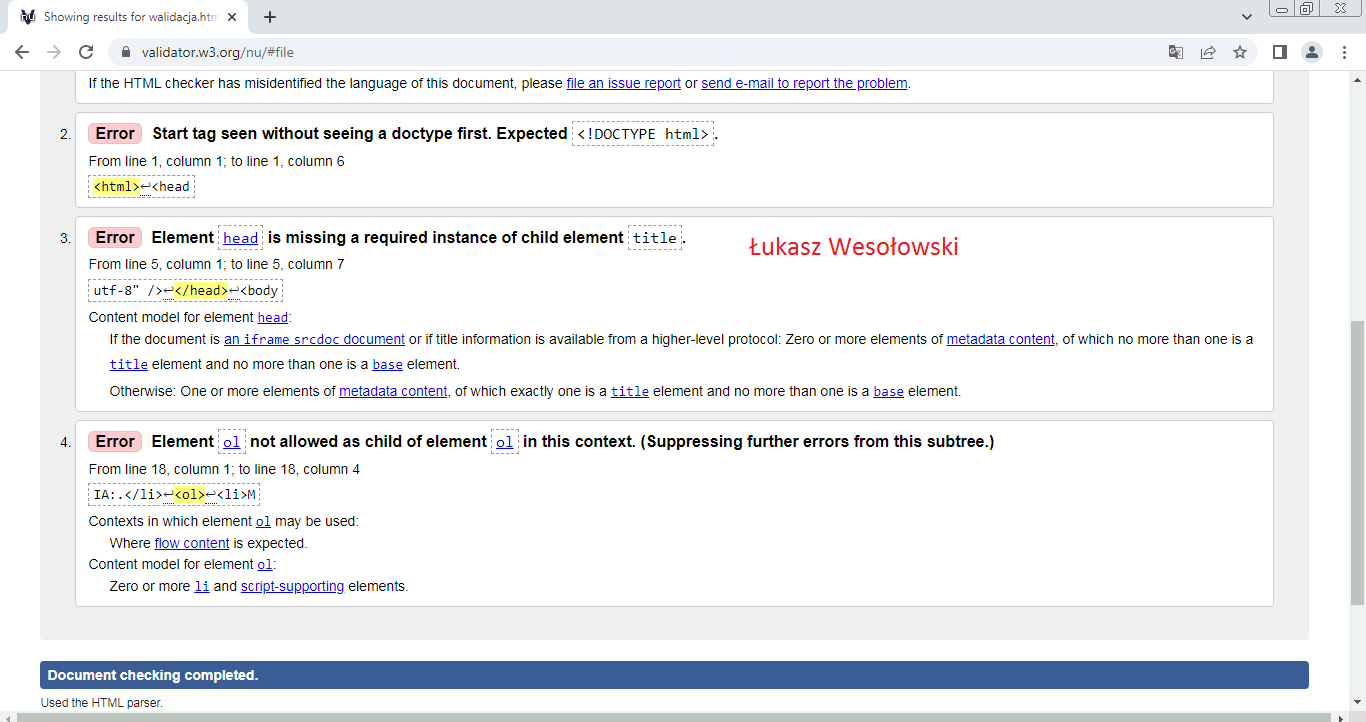 Showing results for walidacja.htm
validator.w3.org/nu/#file
If the HTML checker has misidentified the language of this document, please file an issue report or send e-mail to report the problem.
2. Error Start tag seen without seeing a doctype first. Expected <!DOCTYPE html>.
From line 1, column 1; to line 1, column 6
<html>↩<head
3. Error Element head is missing a required instance of child element title.
Łukasz Wesołowski
From line 5, column 1; to line 5, column 7
utf-8" />↩</head>↩<body
Content model for element head:
If the document is an iframe srcdoc document or if title information is available from a higher-level protocol: Zero or more elements of metadata content, of which no more than one is a
title element and no more than one is a base element.
Otherwise: One or more elements of metadata content, of which exactly one is a title element and no more than one is a base element.
4. Error Element ol not allowed as child of element ol in this context. (Suppressing further errors from this subtree.)
From line 18, column 1; to line 18, column 4
IA:.</li>↩<ol>↩<li>M
Contexts in which element ol may be used:
Where flow content is expected.
Content model for element ol:
Zero or more li and script-supporting elements.
Document checking completed.
Used the HTML parser.